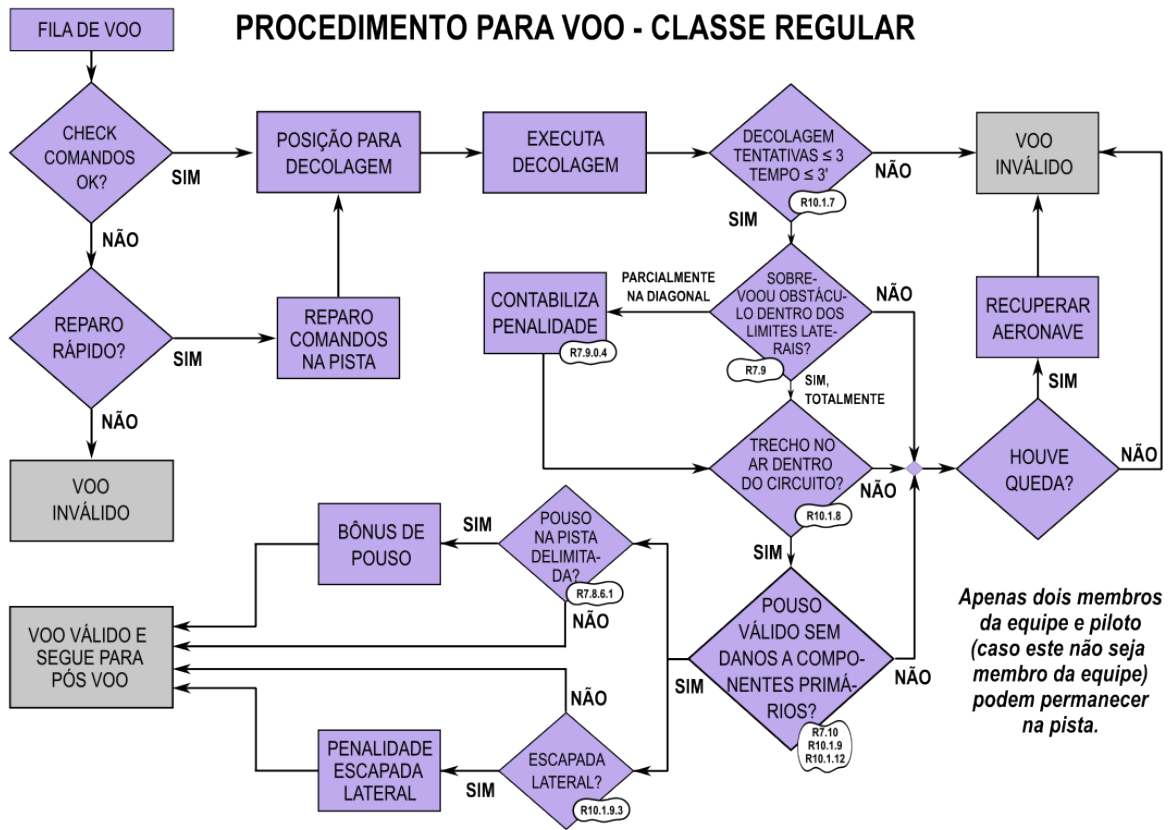 PROCEDIMENTO PARA VOO - CLASSE REGULAR
FILA DE VOO
CHECK
COMANDOS
OK?
SIM
NÃO
POSIÇÃO PARA
DECOLAGEM
EXECUTA
DECOLAGEM
DECOLAGEM
TENTATIVAS ≤ 3
TEMPO ≤ 3'
R10.1.7
NÃO
SIM
VOO
INVÁLIDO
REPARO
RÁPIDO?
SIM
NÃO
REPARO
COMANDOS
NA PISTA
VOO
INVÁLIDO
CONTABILIZA
PENALIDADE
R7.9.0.4
PARCIALMENTE
NA DIAGONAL
SOBRE-
VOOU OBSTÁCU-
LO DENTRO DOS
LIMITES LATE-
RAIS?
R7.9
NÃO
SIM,
TOTALMENTE
RECUPERAR
AERONAVE
SIM
TRECHO NO
AR DENTRO
DO CIRCUITO?
R10.1.8
NÃO
SIM
HOUVE
QUEDA?
NÃO
BÔNUS DE
POUSO
SIM
POUSO
NA PISTA
DELIMITA-
DA?
R7.8.6.1
NÃO
POUSO
VÁLIDO SEM
DANOS A COMPO-
NENTES PRIMÁ-
RIOS?
R7.10
R10.1.9
R10.1.12
SIM
NÃO
VOO VÁLIDO E
SEGUE PARA
PÓS VOO
NÃO
PENALIDADE
ESCAPADA
LATERAL
SIM
ESCAPADA
LATERAL?
R10.1.9.3
Apenas dois membros
da equipe e piloto
(caso este não seja
membro da equipe)
podem permanecer
na pista.